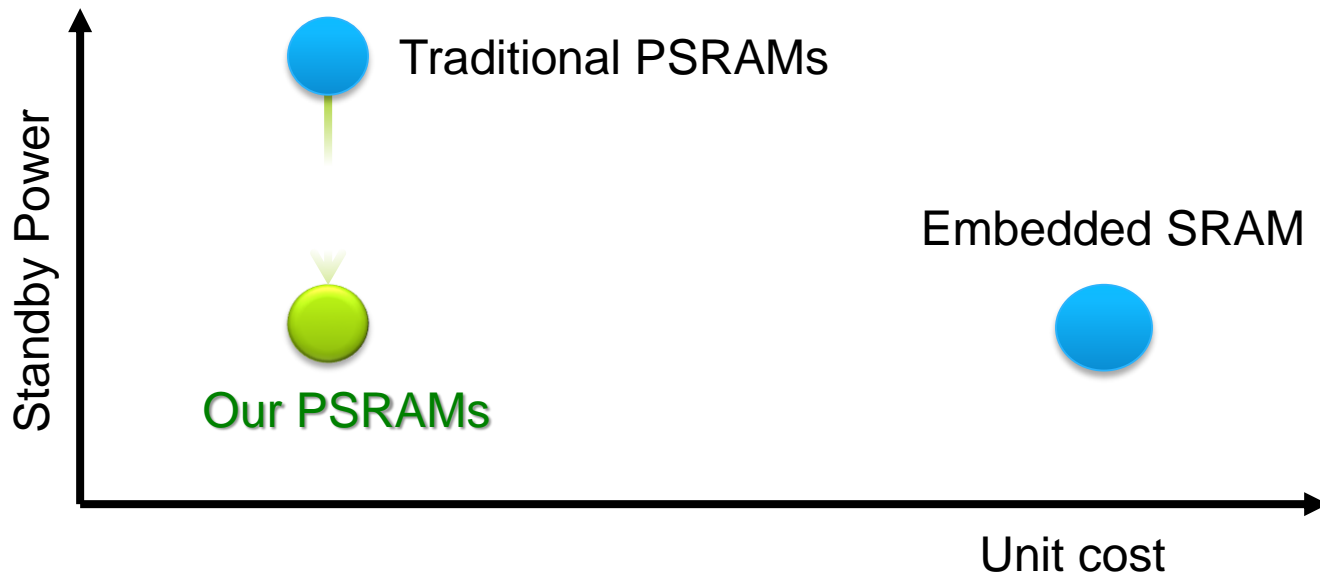 Traditional PSRAMs
Standby Power
Embedded SRAM
Our PSRAMs
Unit cost